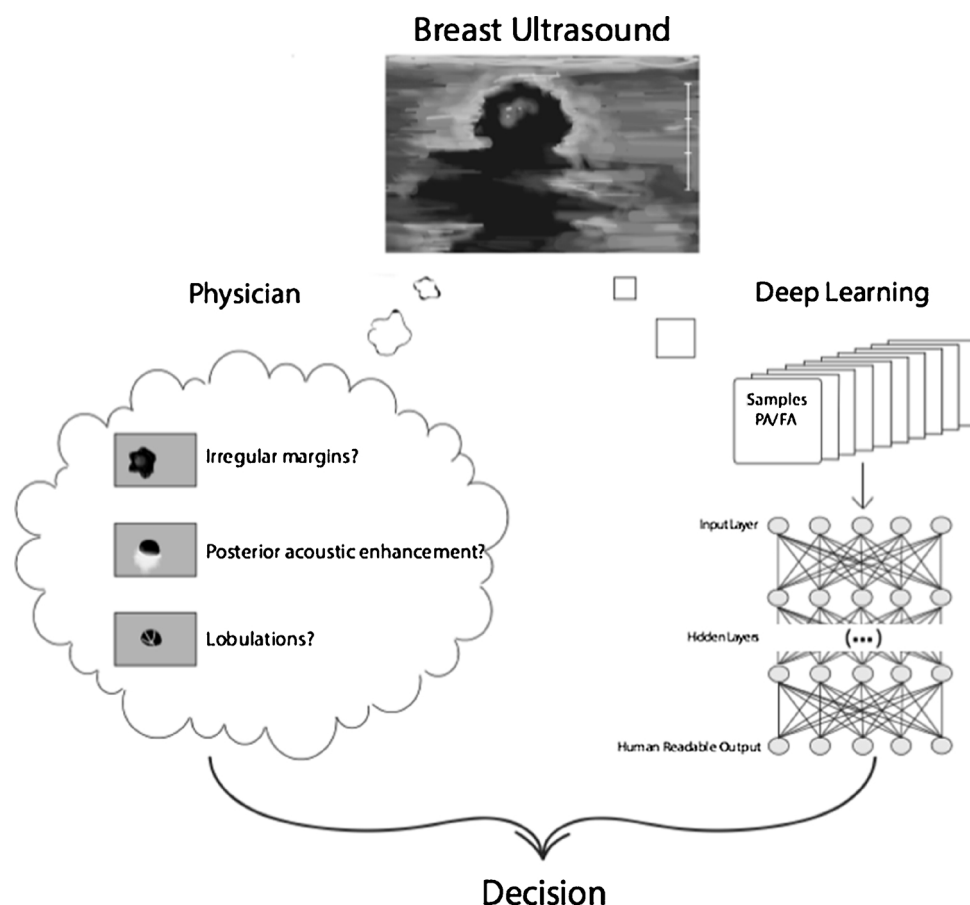 Breast Ultrasound
Physician
Deep Learning
Samples
PA/FA
Irregular margins?
Posterior acoustic enhancement?
Lobulations?
Input Layer
Hidden Layers
(...)
Human Readable Output
Decision